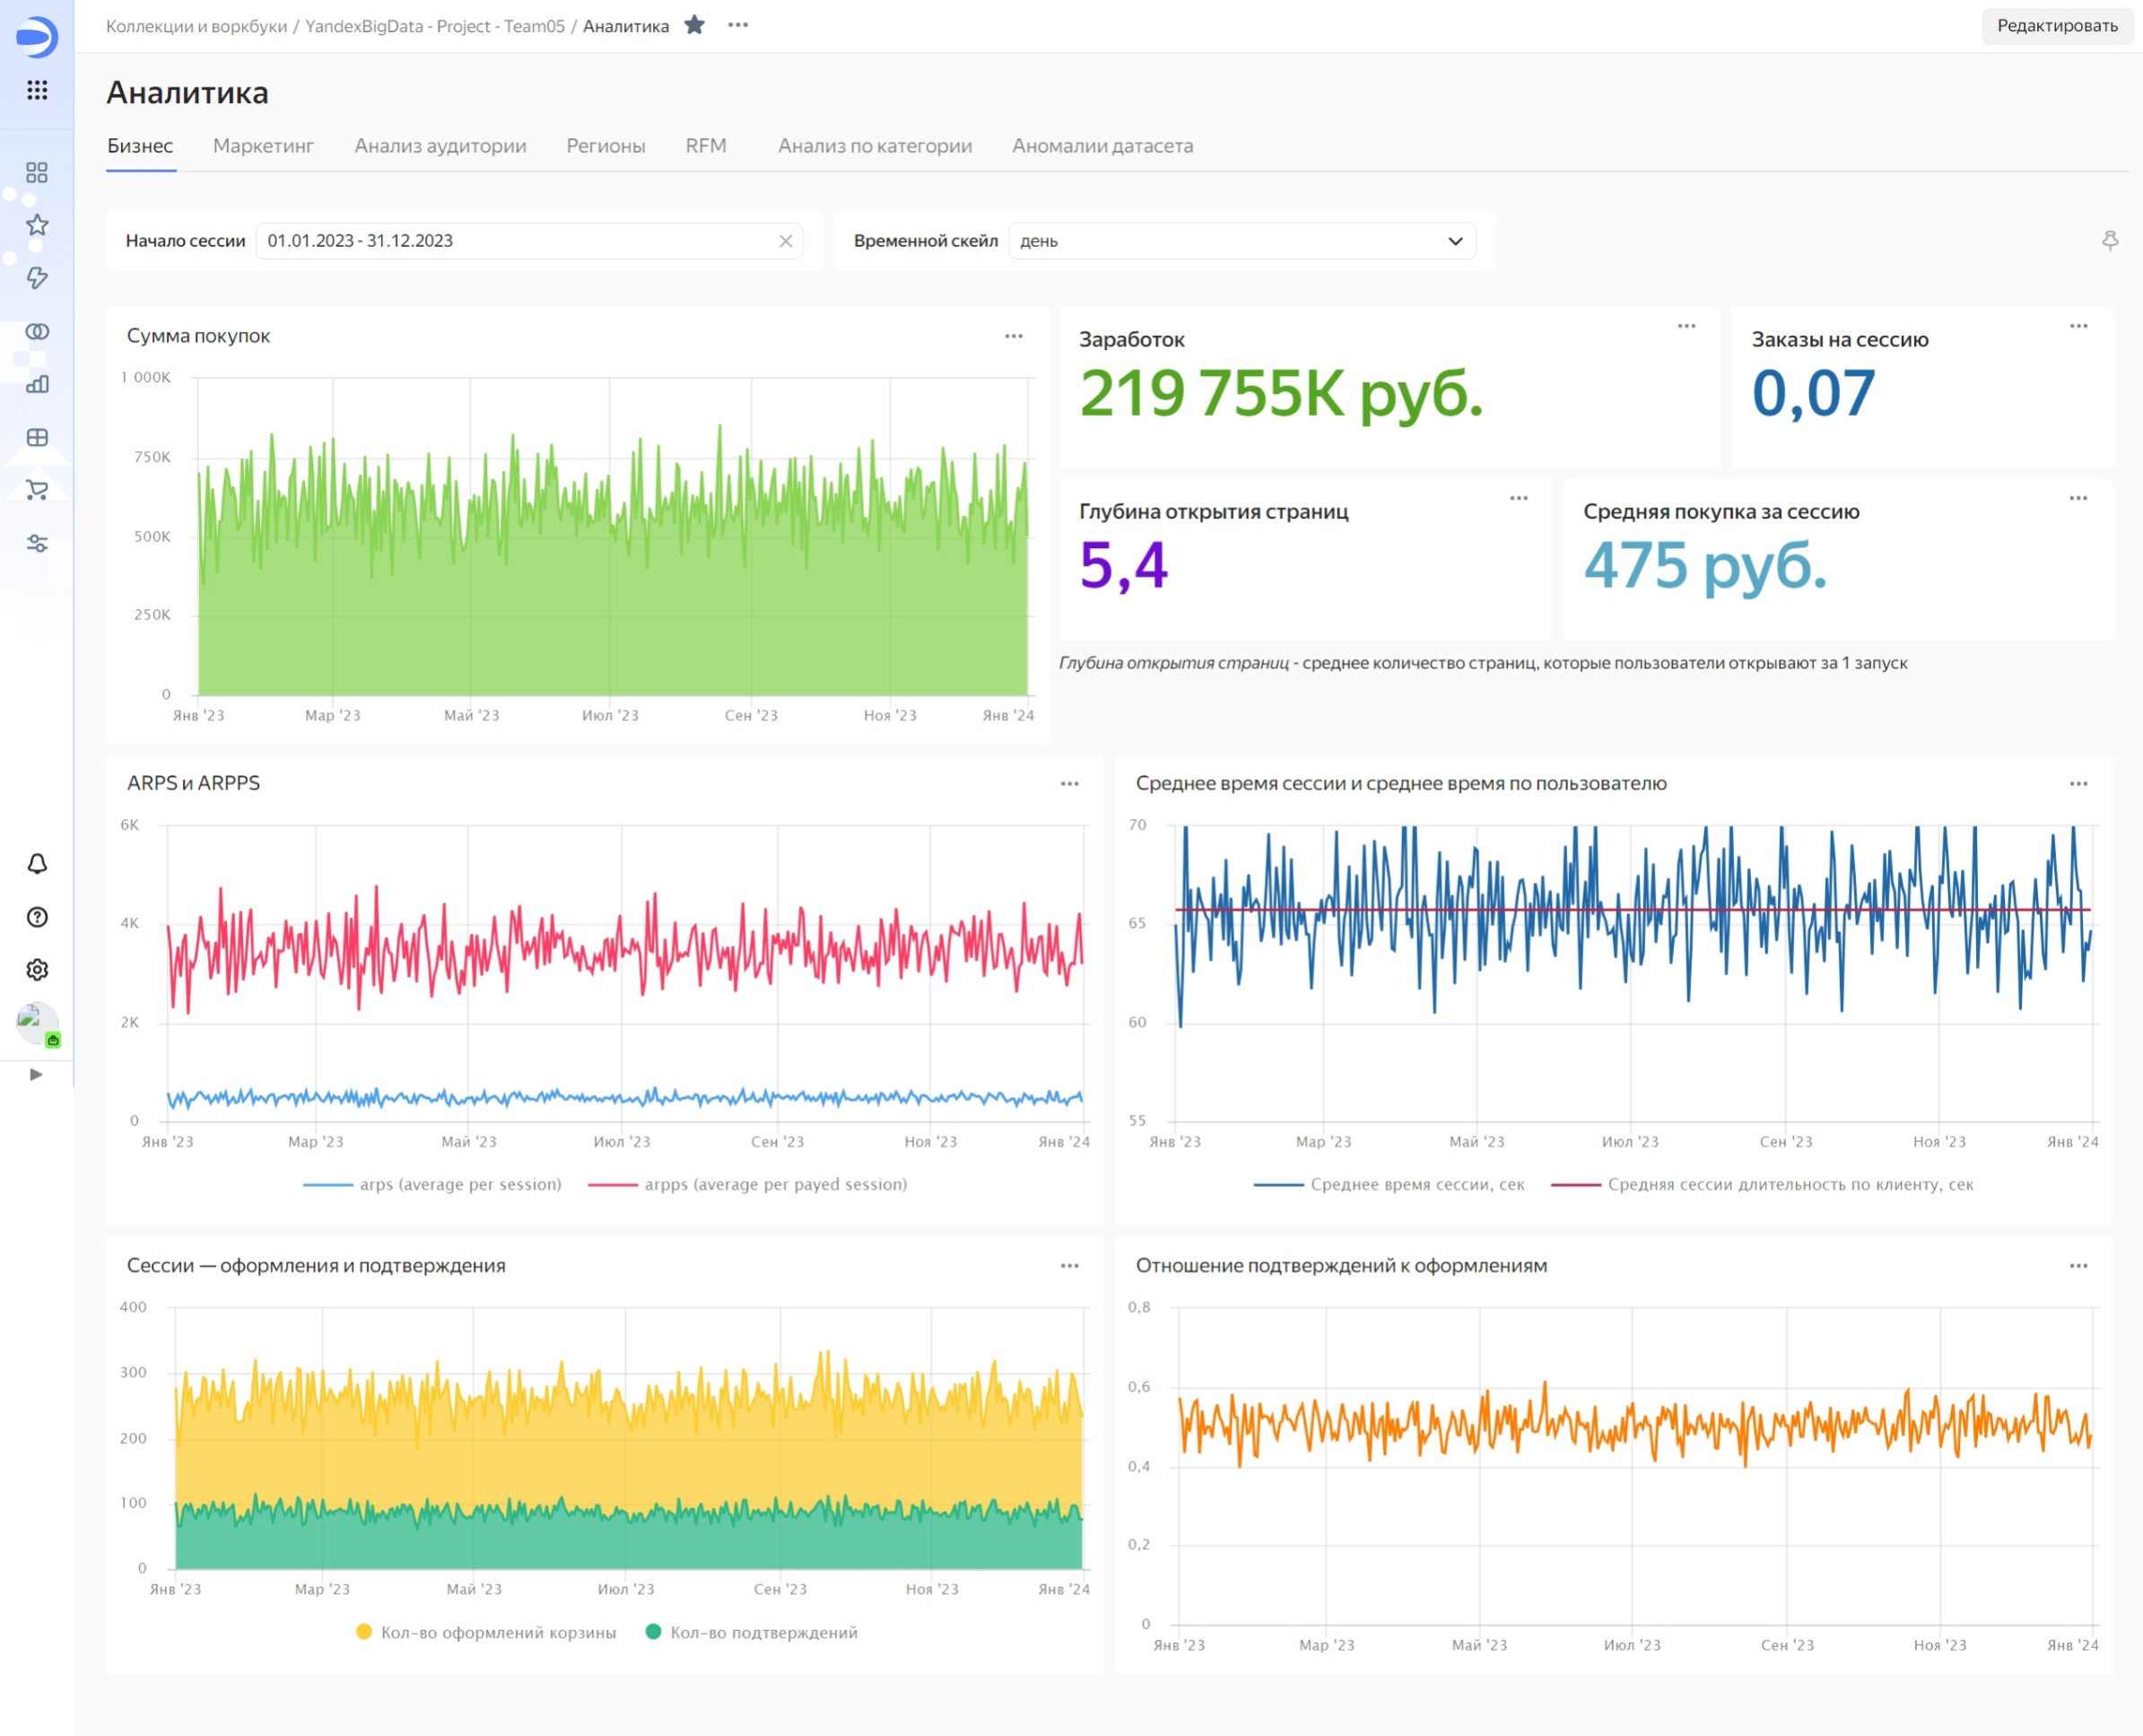 Коллекции и воркбуки / YandexBigData - Project - Team05 / Аналитика
Редактировать
Аналитика
Бизнес Маркетинг Анализ аудитории Регионы RFM Анализ по категории Аномалии датасета
Начало сессии 01.01.2023 - 31.12.2023 Временной скейл день
Сумма покупок
1 000K
750K
500K
250K
0
Янв '23 Мар '23 Май '23 Июл '23 Сен '23 Ноя '23 Янв '24
Заработок
219 755K руб.
Заказы на сессию
0,07
Глубина открытия страниц
5,4
Средняя покупка за сессию
475 руб.
Глубина открытия страниц - среднее количество страниц, которые пользователи открывают за 1 запуск
ARPS и ARPPS
6K
4K
2K
0
Янв '23 Мар '23 Май '23 Июл '23 Сен '23 Ноя '23 Янв '24
arps (average per session) arpps (average per payed session)
Среднее время сессии и среднее время по пользователю
70
65
60
55
Янв '23 Мар '23 Май '23 Июл '23 Сен '23 Ноя '23 Янв '24
Среднее время сессии, сек Средняя сессии длительность по клиенту, сек
Сессии — оформления и подтверждения
400
300
200
100
0
Янв '23 Мар '23 Май '23 Июл '23 Сен '23 Ноя '23 Янв '24
Кол-во оформлений корзины Кол-во подтверждений
Отношение подтверждений к оформлениям
0,8
0,6
0,4
0,2
0
Янв '23 Мар '23 Май '23 Июл '23 Сен '23 Ноя '23 Янв '24